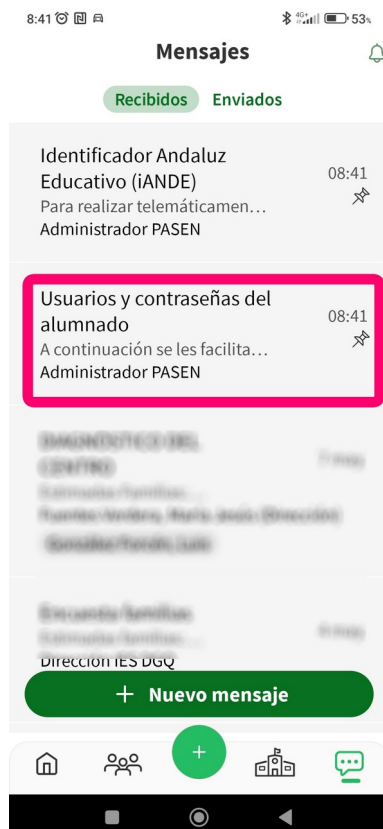 8:41
4G+
53%
Mensajes
Recibidos Enviados
Identificador Andaluz
Educativo (iANDE)
08:41
Para realizar telemáticamen...
Administrador PASEN
Usuarios y contraseñas del
alumnado
08:41
A continuación se les facilita...
Administrador PASEN
Dirección IES DGQ
+ Nuevo mensaje